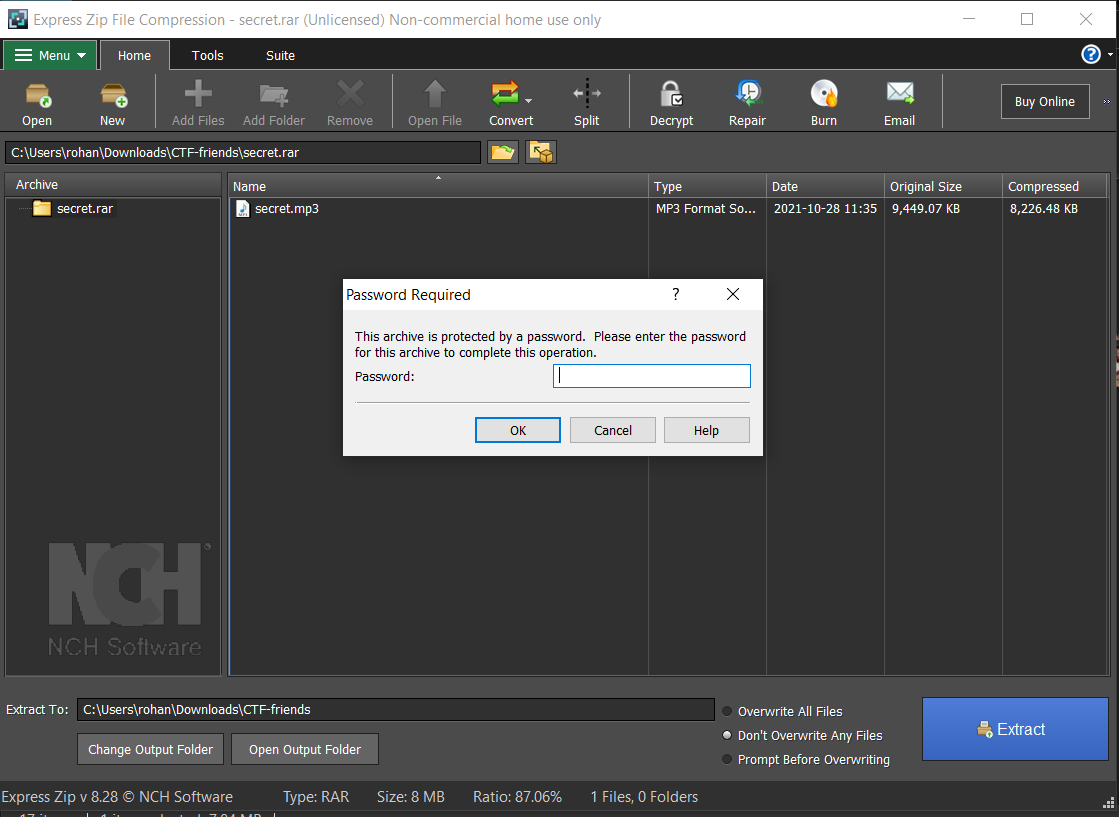 Express Zip File Compression - secret.rar (Unlicensed) Non-commercial home use only
Menu Home Tools Suite
Open New Add Files Add Folder Remove Open File Convert Split Decrypt Repair Burn Email Buy Online
C:\Users\rohan\Downloads\CTF-friends\secret.rar
Archive
secret.rar
Name Type Date Original Size Compressed
secret.mp3 MP3 Format So... 2021-10-28 11:35 9,449.07 KB 8,226.48 KB
Password Required
This archive is protected by a password. Please enter the password
for this archive to complete this operation.
Password:
OK Cancel Help
NCH
NCH Software
Extract To: C:\Users\rohan\Downloads\CTF-friends
Change Output Folder Open Output Folder
Overwrite All Files
Don't Overwrite Any Files
Prompt Before Overwriting
Extract
Express Zip v 8.28 © NCH Software Type: RAR Size: 8 MB Ratio: 87.06% 1 Files, 0 Folders